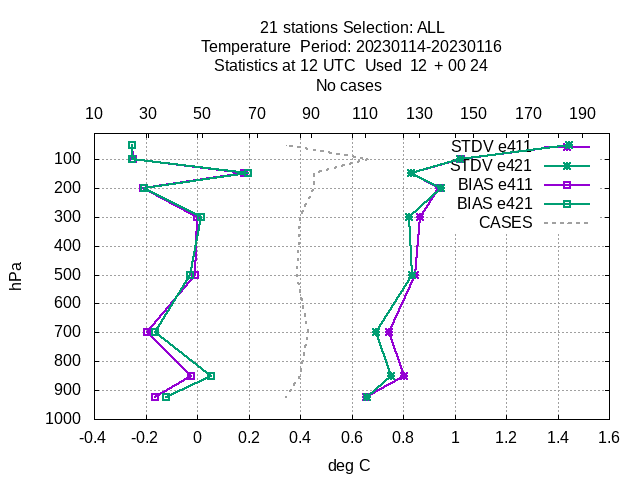 21 stations Selection: ALL
Temperature  Period: 20230114-20230116
Statistics at 12 UTC  Used  12  + 00 24
No cases
10 30 50 70 90 110 130 150 170 190
STDV e411
100
STDV e421
200 BIAS e411
BIAS e421
300 CASES
400
hPa
500
600
700
800
900
1000
-0.4 -0.2 0 0.2 0.4 0.6 0.8 1 1.2 1.4 1.6
deg C